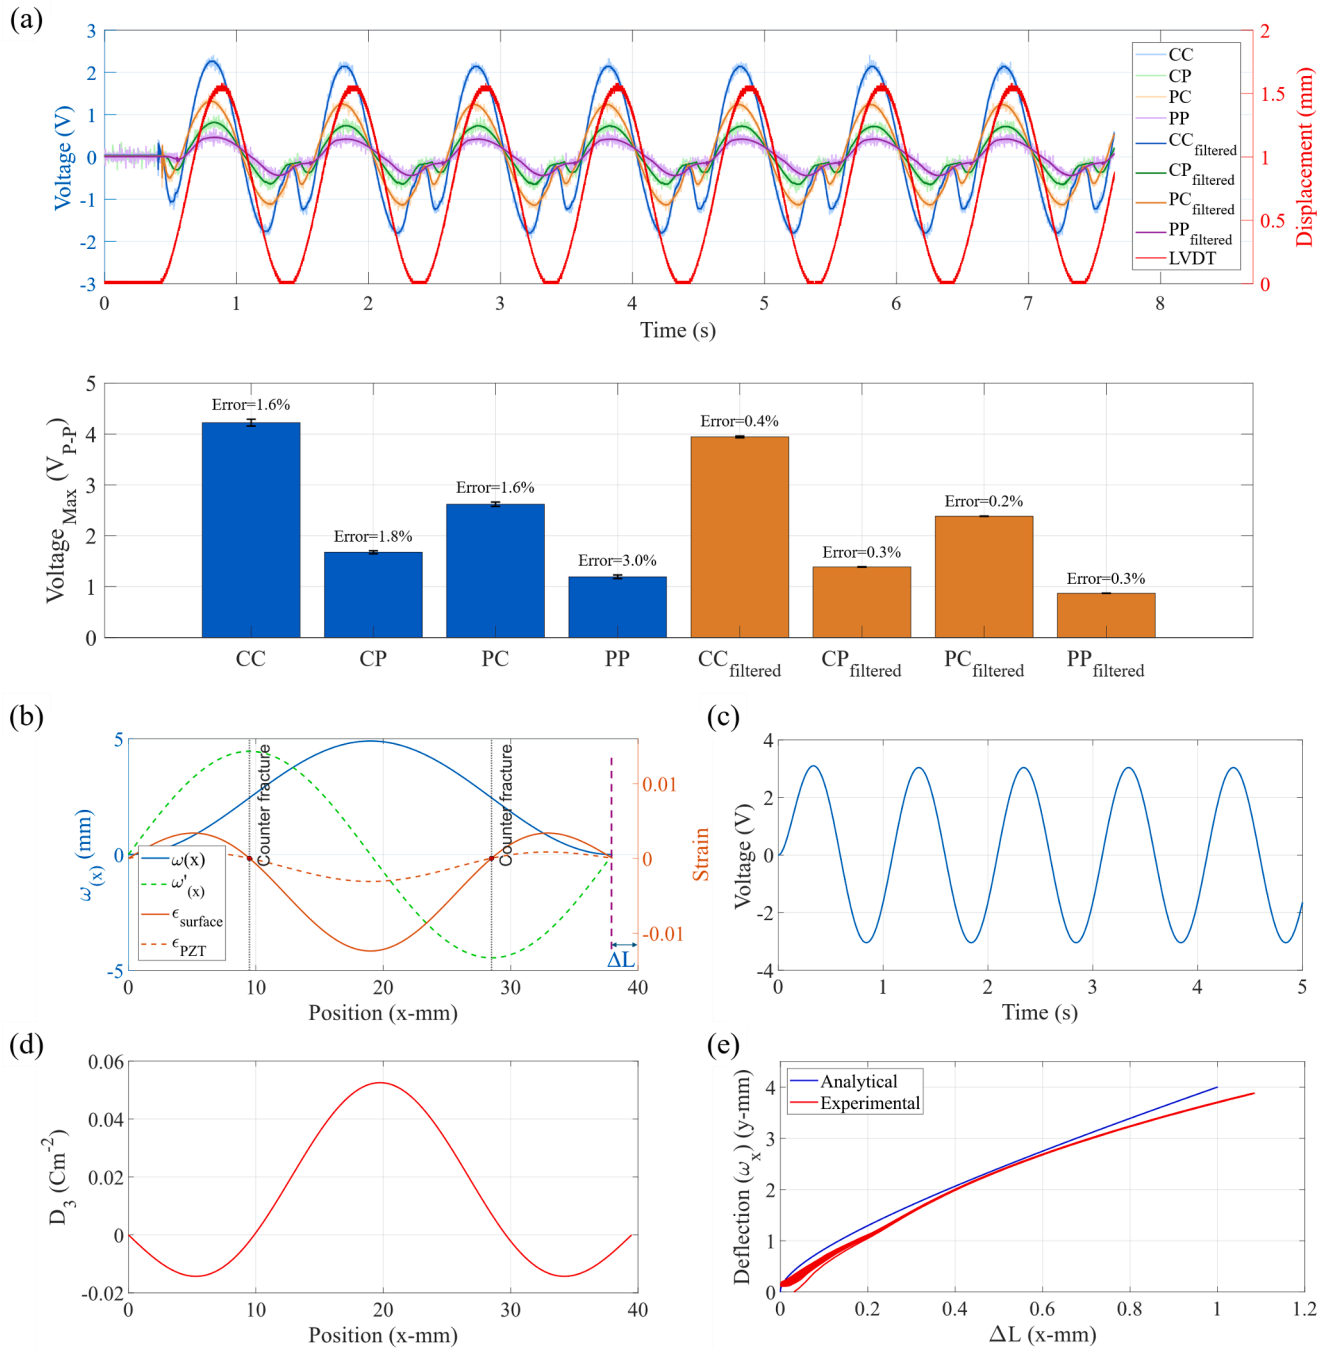 (a)
3
2
1
0
-1
-2
-3
Voltage (V)
2
1.5
1
0.5
0
Displacement (mm)
CC
CP
PC
PP
CCfiltered
CPfiltered
PCfiltered
PPfiltered
LVDT
0 1 2 3 4 5 6 7 8
Time (s)
5
4
3
2
1
0
VoltageMax (VP-P)
Error=1.6%
Error=1.8%
Error=1.6%
Error=3.0%
Error=0.4%
Error=0.3%
Error=0.2%
Error=0.3%
CC CP PC PP CCfiltered CPfiltered PCfiltered PPfiltered
(b)
5
0
-5
ω(x) (mm)
Counter fracture
Counter fracture
0.01
0
-0.01
Strain
ω(x)
ω'(x)
ϵsurface
ϵPZT
ΔL
0 10 20 30 40
Position (x-mm)
(c)
4
2
0
-2
-4
Voltage (V)
0 1 2 3 4 5
Time (s)
(d)
0.06
0.04
0.02
0
-0.02
D3 (Cm-2)
0 10 20 30 40
Position (x-mm)
(e)
4
3
2
1
0
Deflection (ωx) (y-mm)
Analytical
Experimental
0 0.2 0.4 0.6 0.8 1 1.2
ΔL (x-mm)